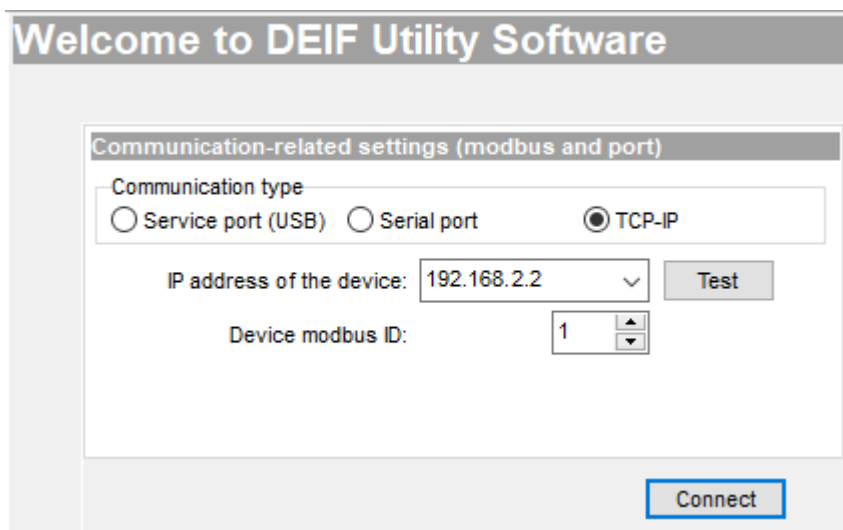 Welcome to DEIF Utility Software
Communication-related settings (modbus and port)
Communication type
Service port (USB) Serial port TCP-IP
IP address of the device: 192.168.2.2 Test
Device modbus ID: 1
Connect